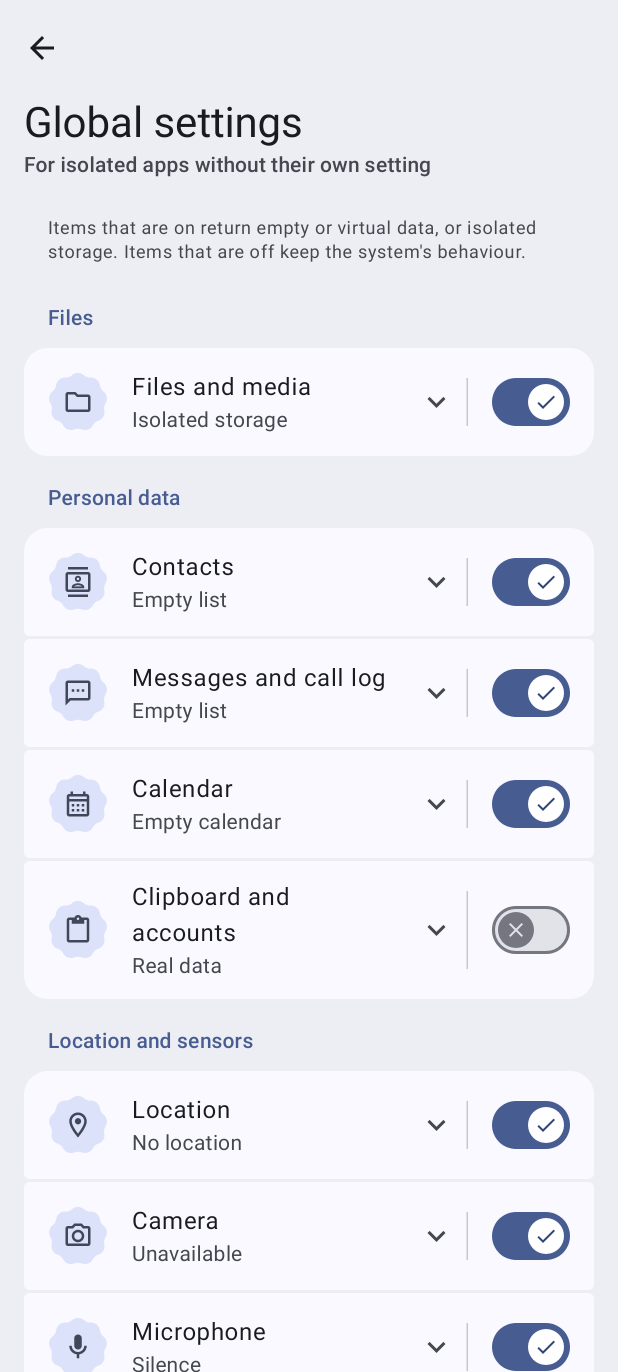 Global settings
For isolated apps without their own setting
Items that are on return empty or virtual data, or isolated
storage. Items that are off keep the system's behaviour.
Files
Files and media
Isolated storage
Personal data
Contacts
Empty list
Messages and call log
Empty list
Calendar
Empty calendar
Clipboard and
accounts
Real data
Location and sensors
Location
No location
Camera
Unavailable
Microphone
Silence